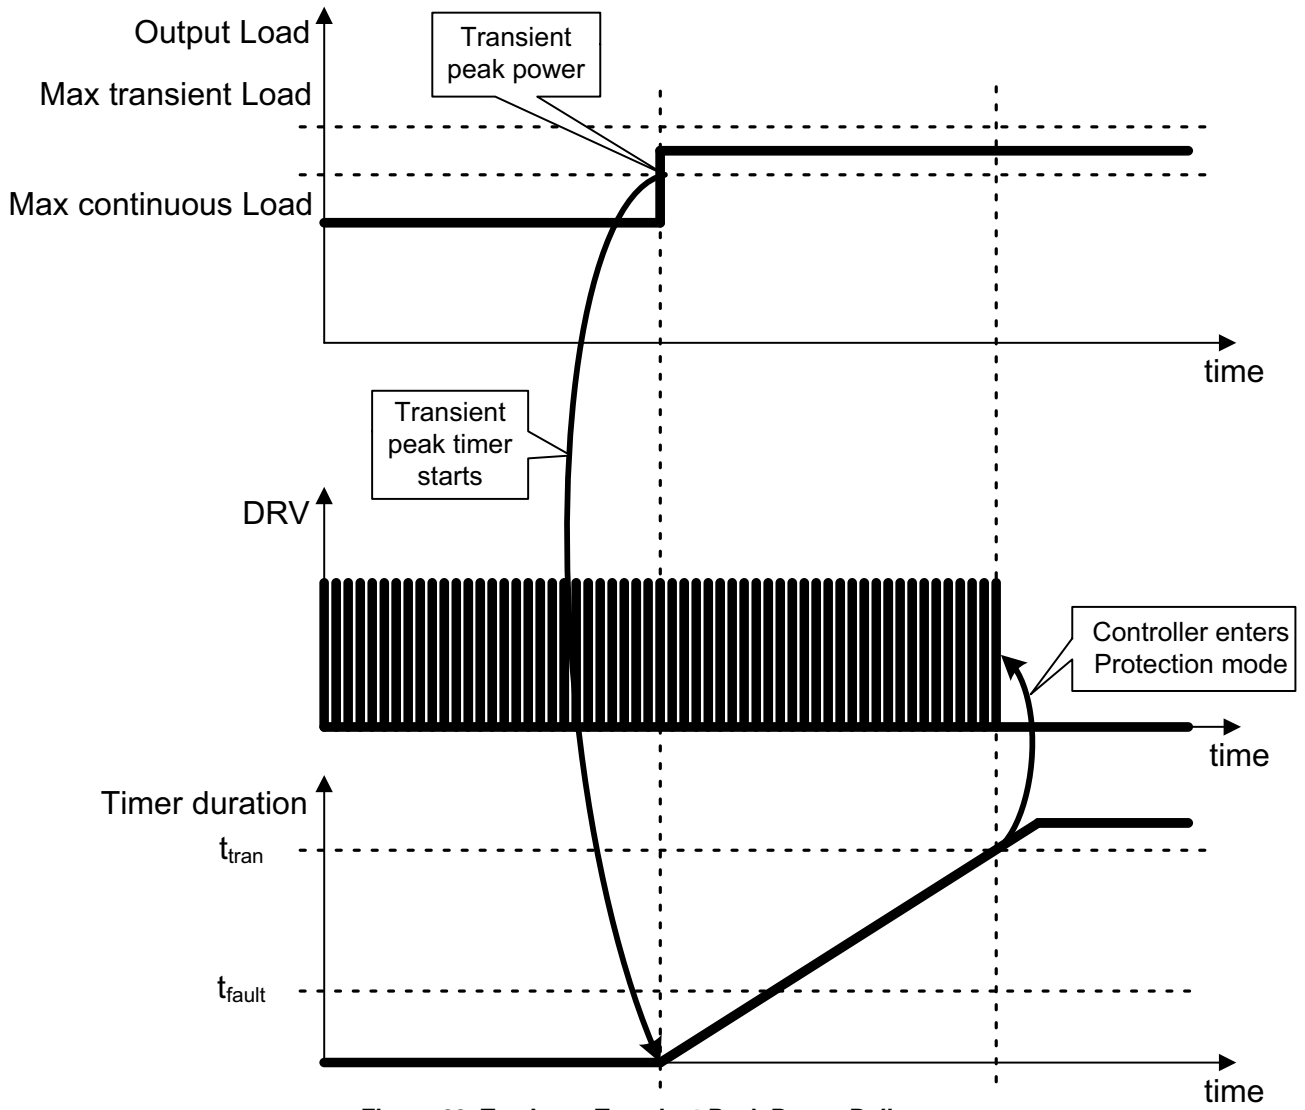 Output Load
Transient
peak power
Max transient Load
Max continuous Load
time
Transient
peak timer
starts
DRV
Controller enters
Protection mode
time
Timer duration
ttran
tfault
time